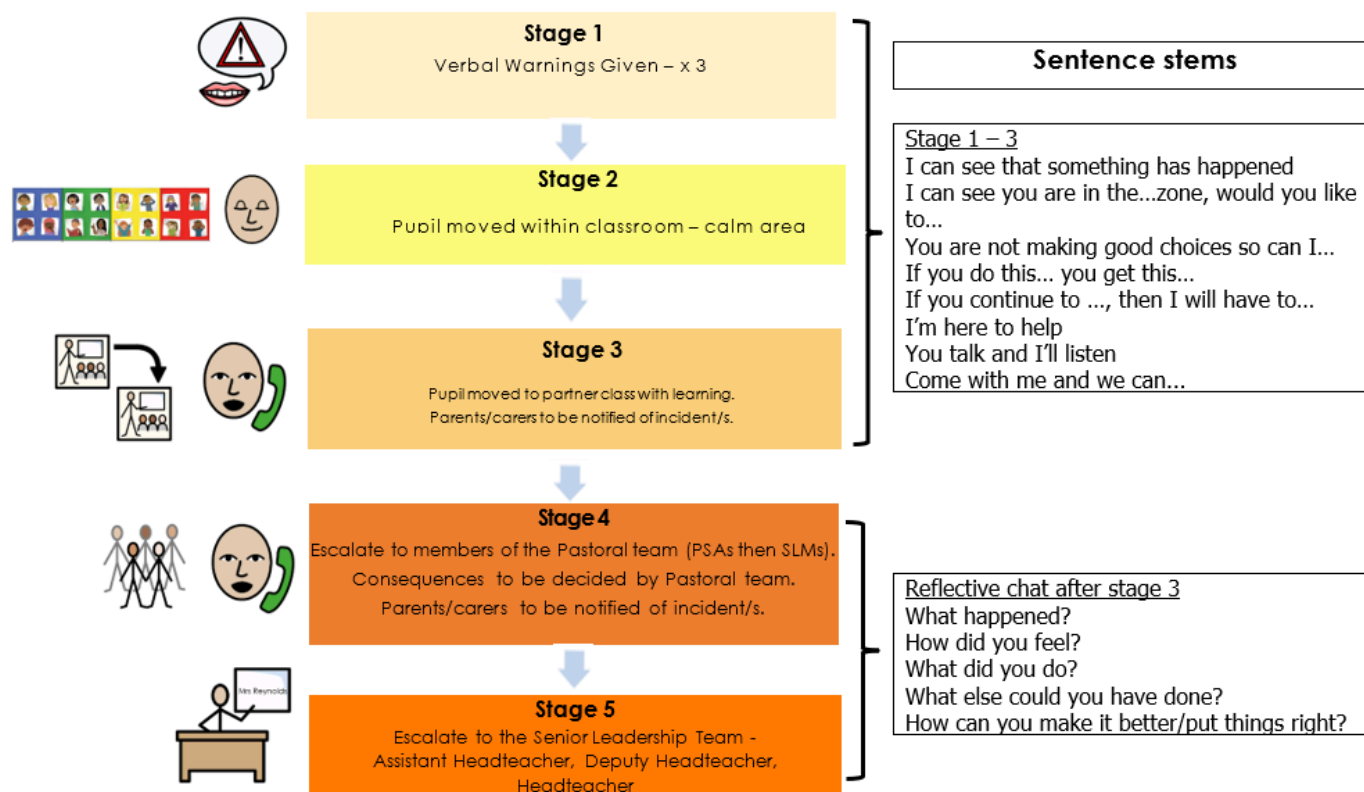 Stage 1
Verbal Warnings Given – x 3
Stage 2
Pupil moved within classroom – calm area
Stage 3
Pupil moved to partner class with learning.
Parents/carers to be notified of incident/s.
Stage 4
Escalate to members of the Pastoral team (PSAs then SLMs).
Consequences to be decided by Pastoral team.
Parents/carers to be notified of incident/s.
Mrs Reynolds
Stage 5
Escalate to the Senior Leadership Team -
Assistant Headteacher, Deputy Headteacher,
Headteacher
Sentence stems
Stage 1 – 3
I can see that something has happened
I can see you are in the...zone, would you like
to...
You are not making good choices so can I...
If you do this... you get this...
If you continue to ..., then I will have to...
I'm here to help
You talk and I'll listen
Come with me and we can...
Reflective chat after stage 3
What happened?
How did you feel?
What did you do?
What else could you have done?
How can you make it better/put things right?